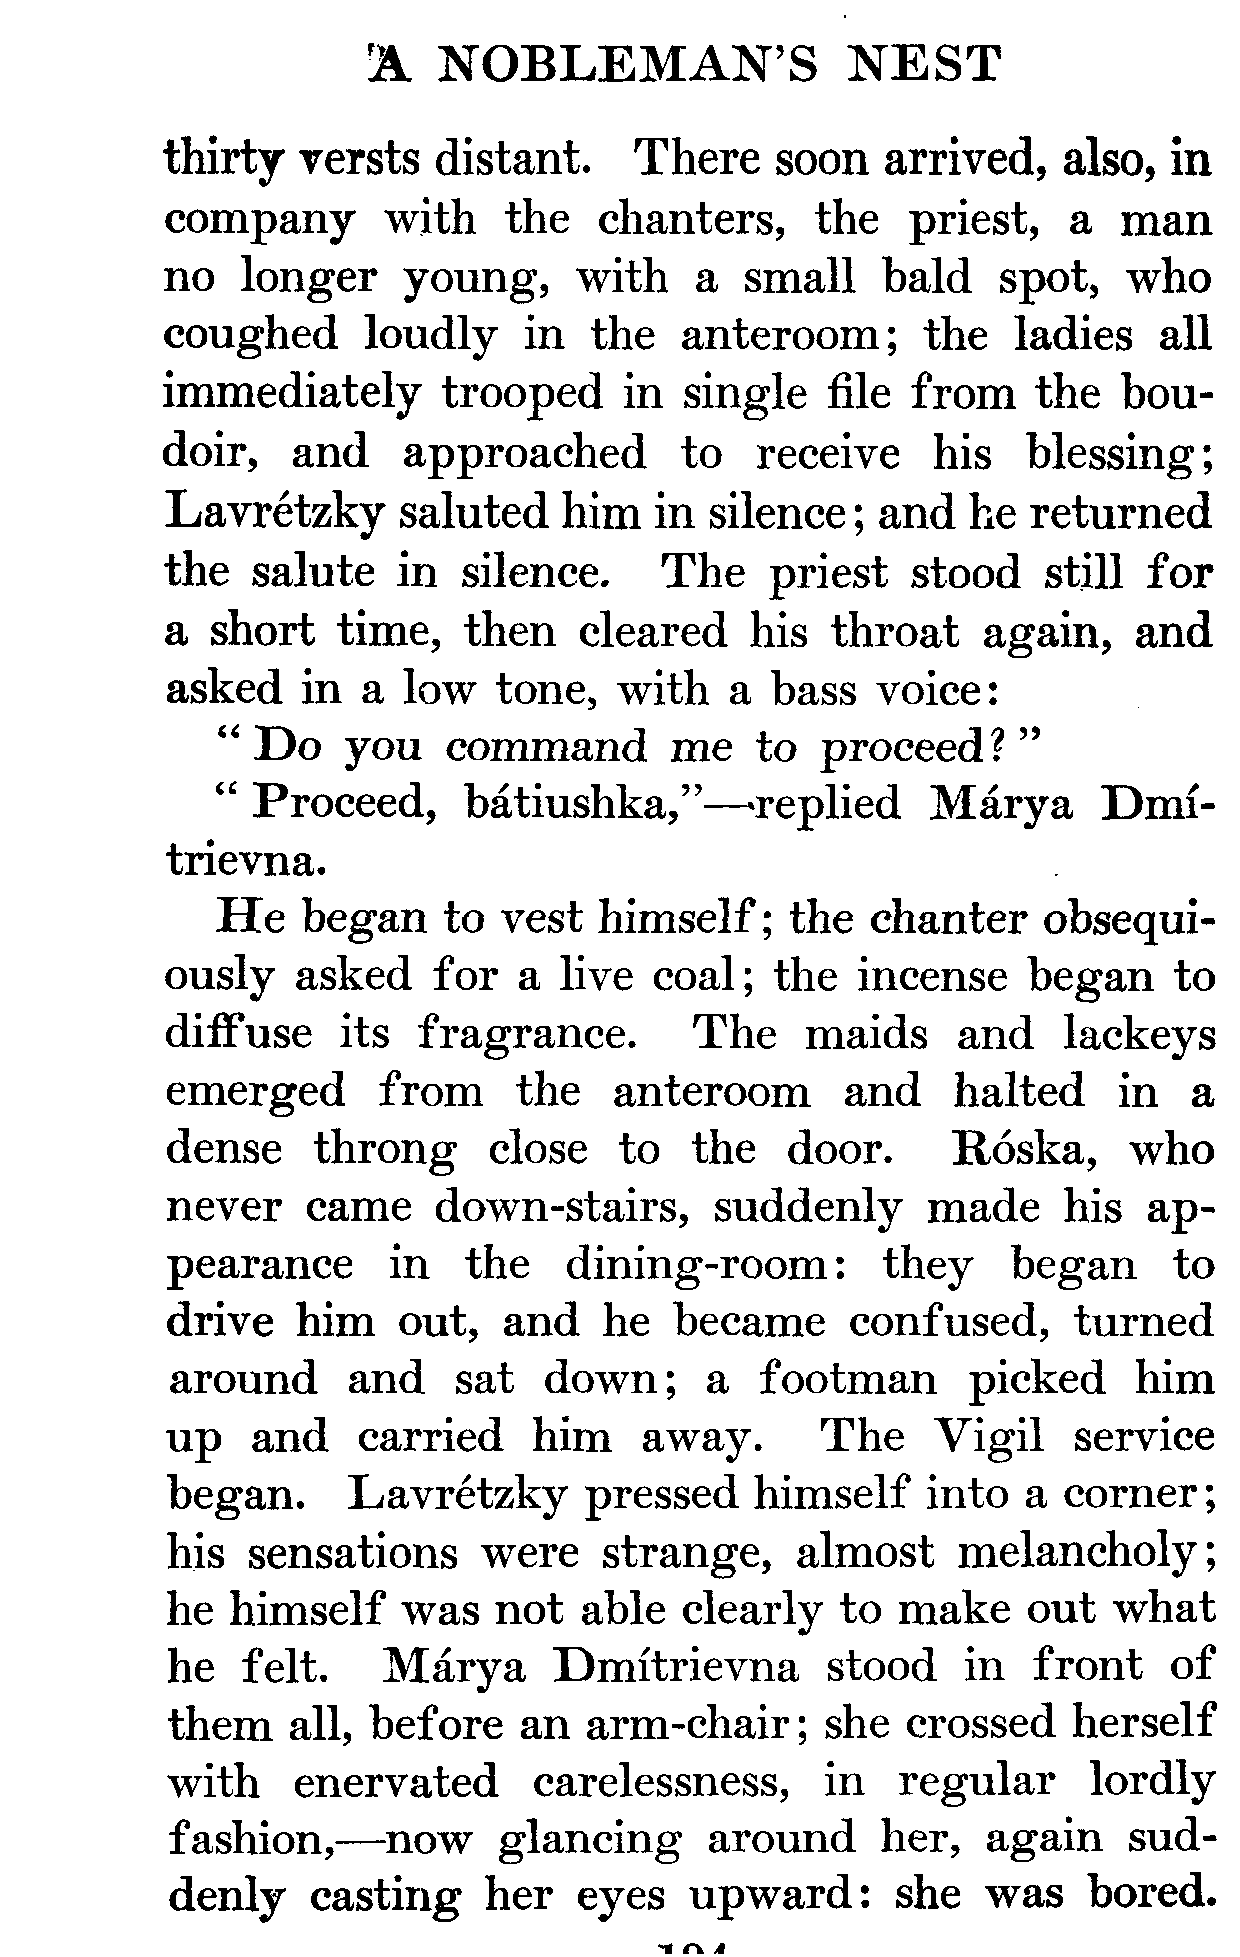 A NOBLEMAN'S NEST
thirty versts distant. There soon arrived, also, in
company with the chanters, the priest, a man
no longer young, with a small bald spot, who
coughed loudly in the anteroom; the ladies all
immediately trooped in single file from the bou-
doir, and approached to receive his blessing;
Lavrétzky saluted him in silence; and he returned
the salute in silence. The priest stood still for
a short time, then cleared his throat again, and
asked in a low tone, with a bass voice:
“ Do you command me to proceed? ”
“ Proceed, bátiushka,”—replied Márya Dmí-
trievna.
He began to vest himself; the chanter obsequi-
ously asked for a live coal; the incense began to
diffuse its fragrance. The maids and lackeys
emerged from the anteroom and halted in a
dense throng close to the door. Róska, who
never came down-stairs, suddenly made his ap-
pearance in the dining-room: they began to
drive him out, and he became confused, turned
around and sat down; a footman picked him
up and carried him away. The Vigil service
began. Lavrétzky pressed himself into a corner;
his sensations were strange, almost melancholy;
he himself was not able clearly to make out what
he felt. Márya Dmítrievna stood in front of
them all, before an arm-chair; she crossed herself
with enervated carelessness, in regular lordly
fashion,—now glancing around her, again sud-
denly casting her eyes upward: she was bored.